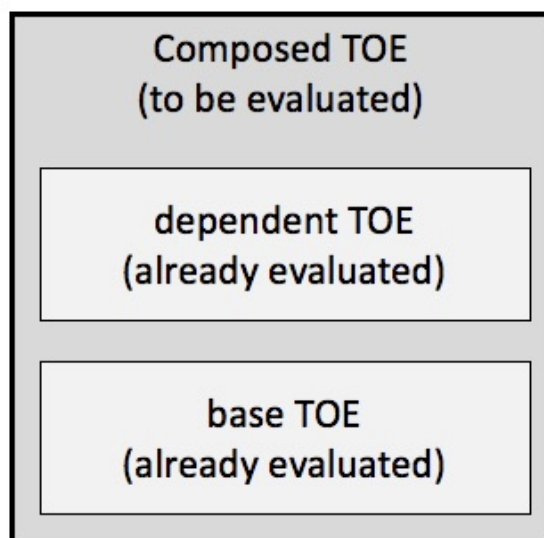 Composed TOE
(to be evaluated)
dependent TOE
(already evaluated)
base TOE
(already evaluated)